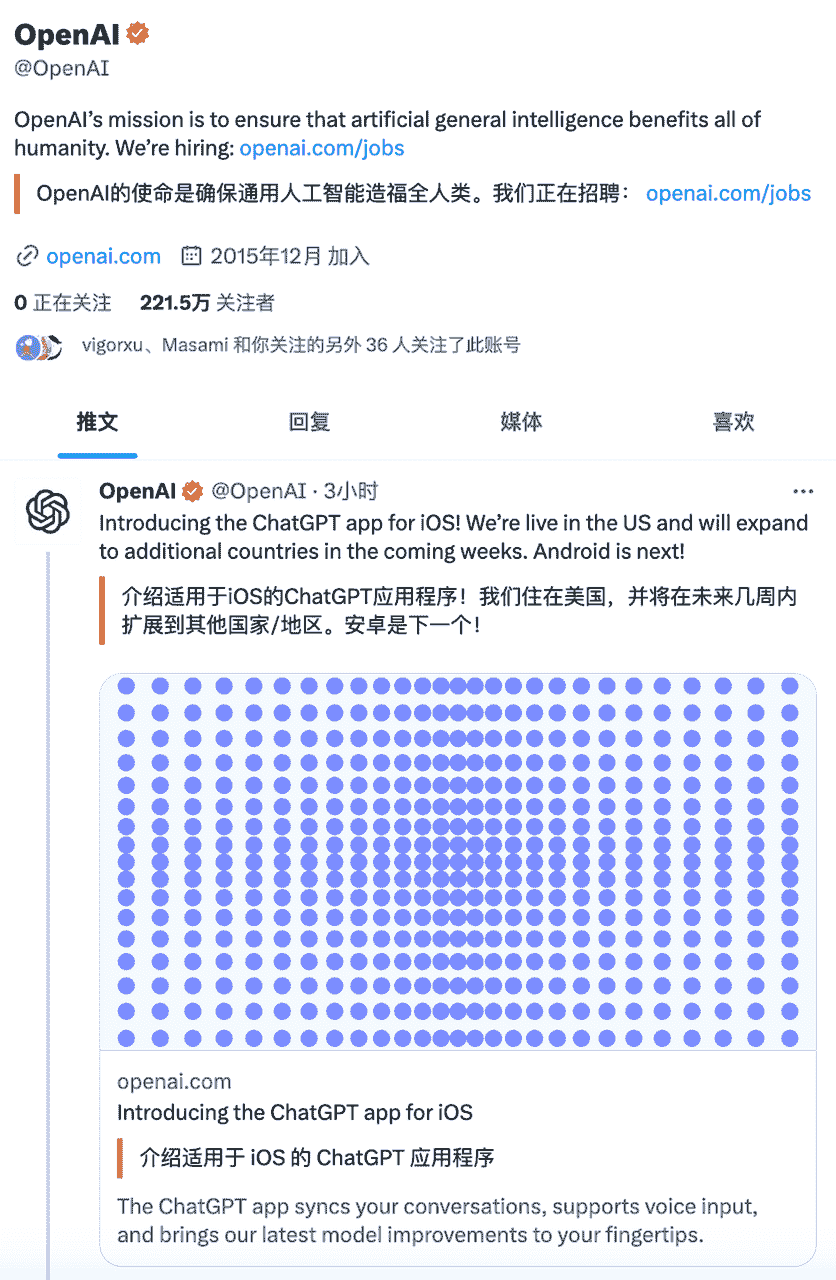 OpenAI
@OpenAI
OpenAI’s mission is to ensure that artificial general intelligence benefits all of
humanity. We’re hiring: openai.com/jobs
OpenAI的使命是确保通用人工智能造福全人类。我们正在招聘： openai.com/jobs
openai.com 2015年12月 加入
0 正在关注 221.5万 关注者
vigorxu、Masami 和你关注的另外 36 人关注了此账号
推文 回复 媒体 喜欢
OpenAI @OpenAI · 3小时
Introducing the ChatGPT app for iOS! We’re live in the US and will expand
to additional countries in the coming weeks. Android is next!
介绍适用于iOS的ChatGPT应用程序！我们住在美国，并将在未来几周内
扩展到其他国家/地区。安卓是下一个！
openai.com
Introducing the ChatGPT app for iOS
介绍适用于 iOS 的 ChatGPT 应用程序
The ChatGPT app syncs your conversations, supports voice input,
and brings our latest model improvements to your fingertips.